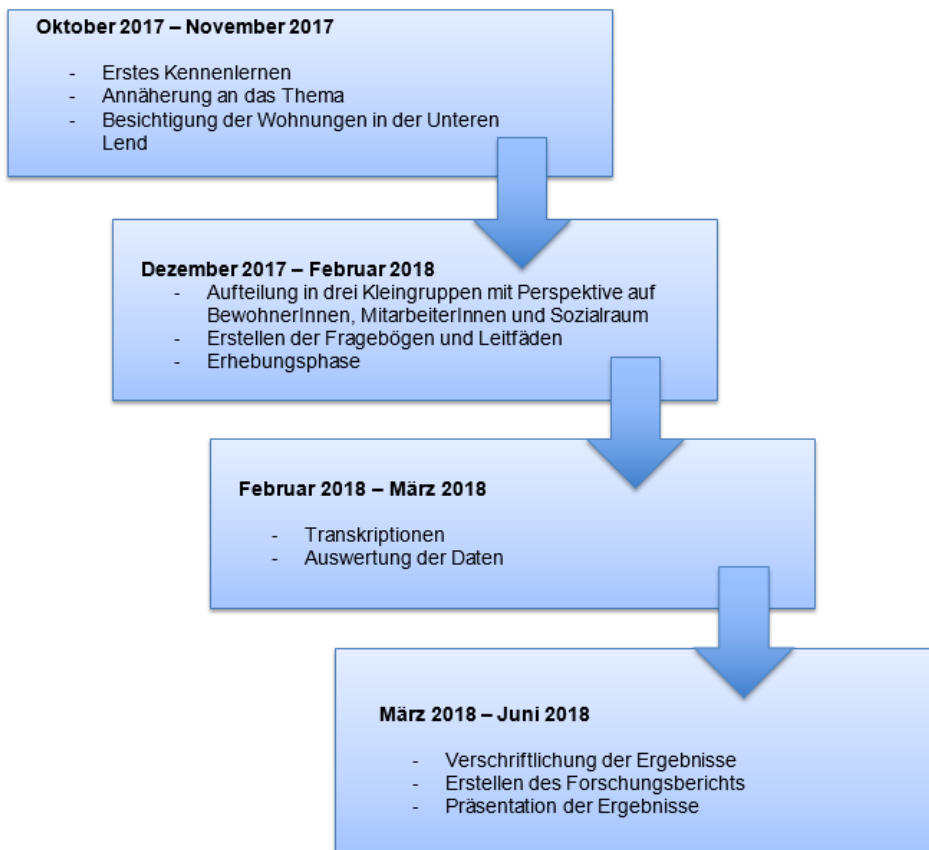 Oktober 2017 – November 2017
- Erstes Kennenlernen
- Annäherung an das Thema
- Besichtigung der Wohnungen in der Unteren
Lend
Dezember 2017 – Februar 2018
- Aufteilung in drei Kleingruppen mit Perspektive auf
BewohnerInnen, MitarbeiterInnen und Sozialraum
- Erstellen der Fragebögen und Leitfäden
- Erhebungsphase
Februar 2018 – März 2018
- Transkriptionen
- Auswertung der Daten
März 2018 – Juni 2018
- Verschriftlichung der Ergebnisse
- Erstellen des Forschungsberichts
- Präsentation der Ergebnisse